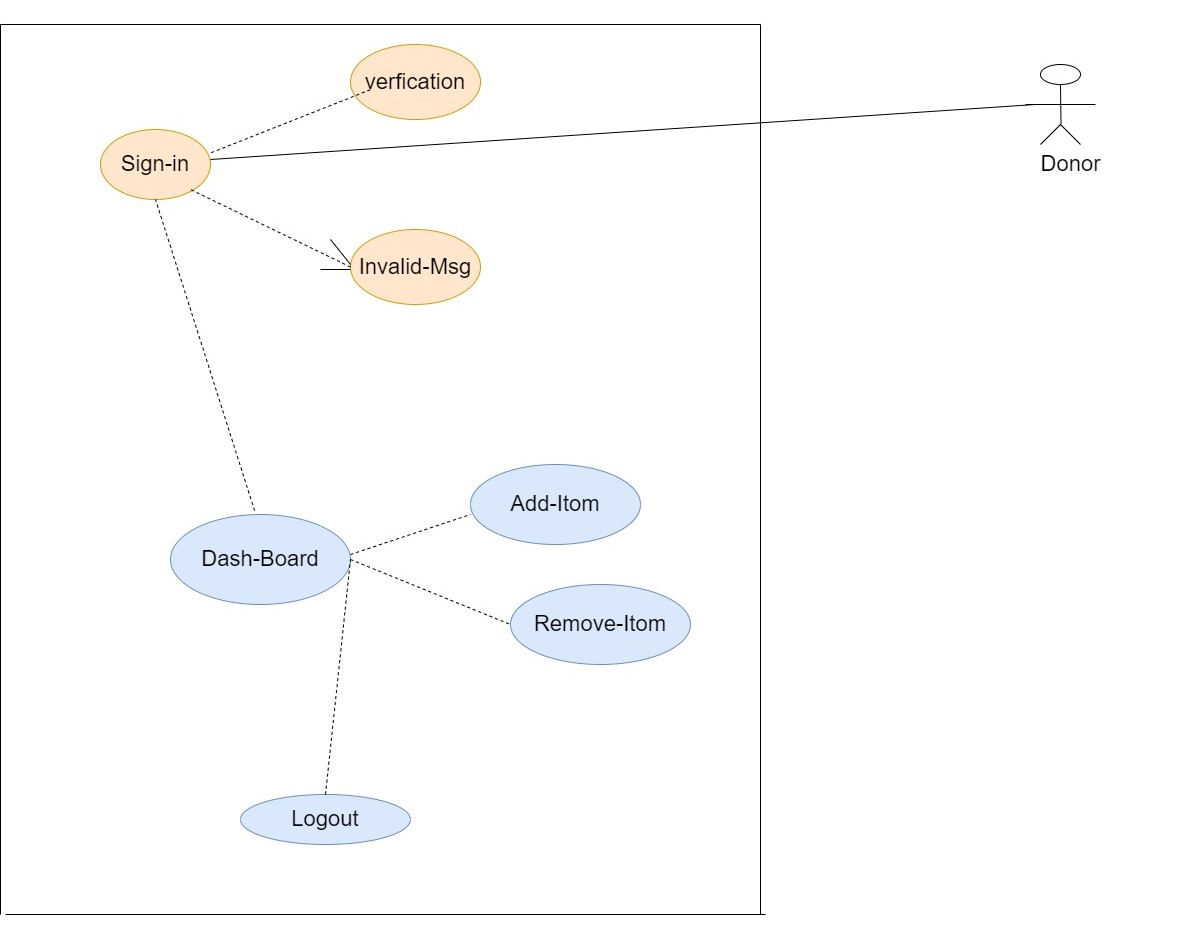 yerfication
Sign-in
Donor
Invalid-Msg
Add-Itom
Dash-Board
Remove-Itom
Logout